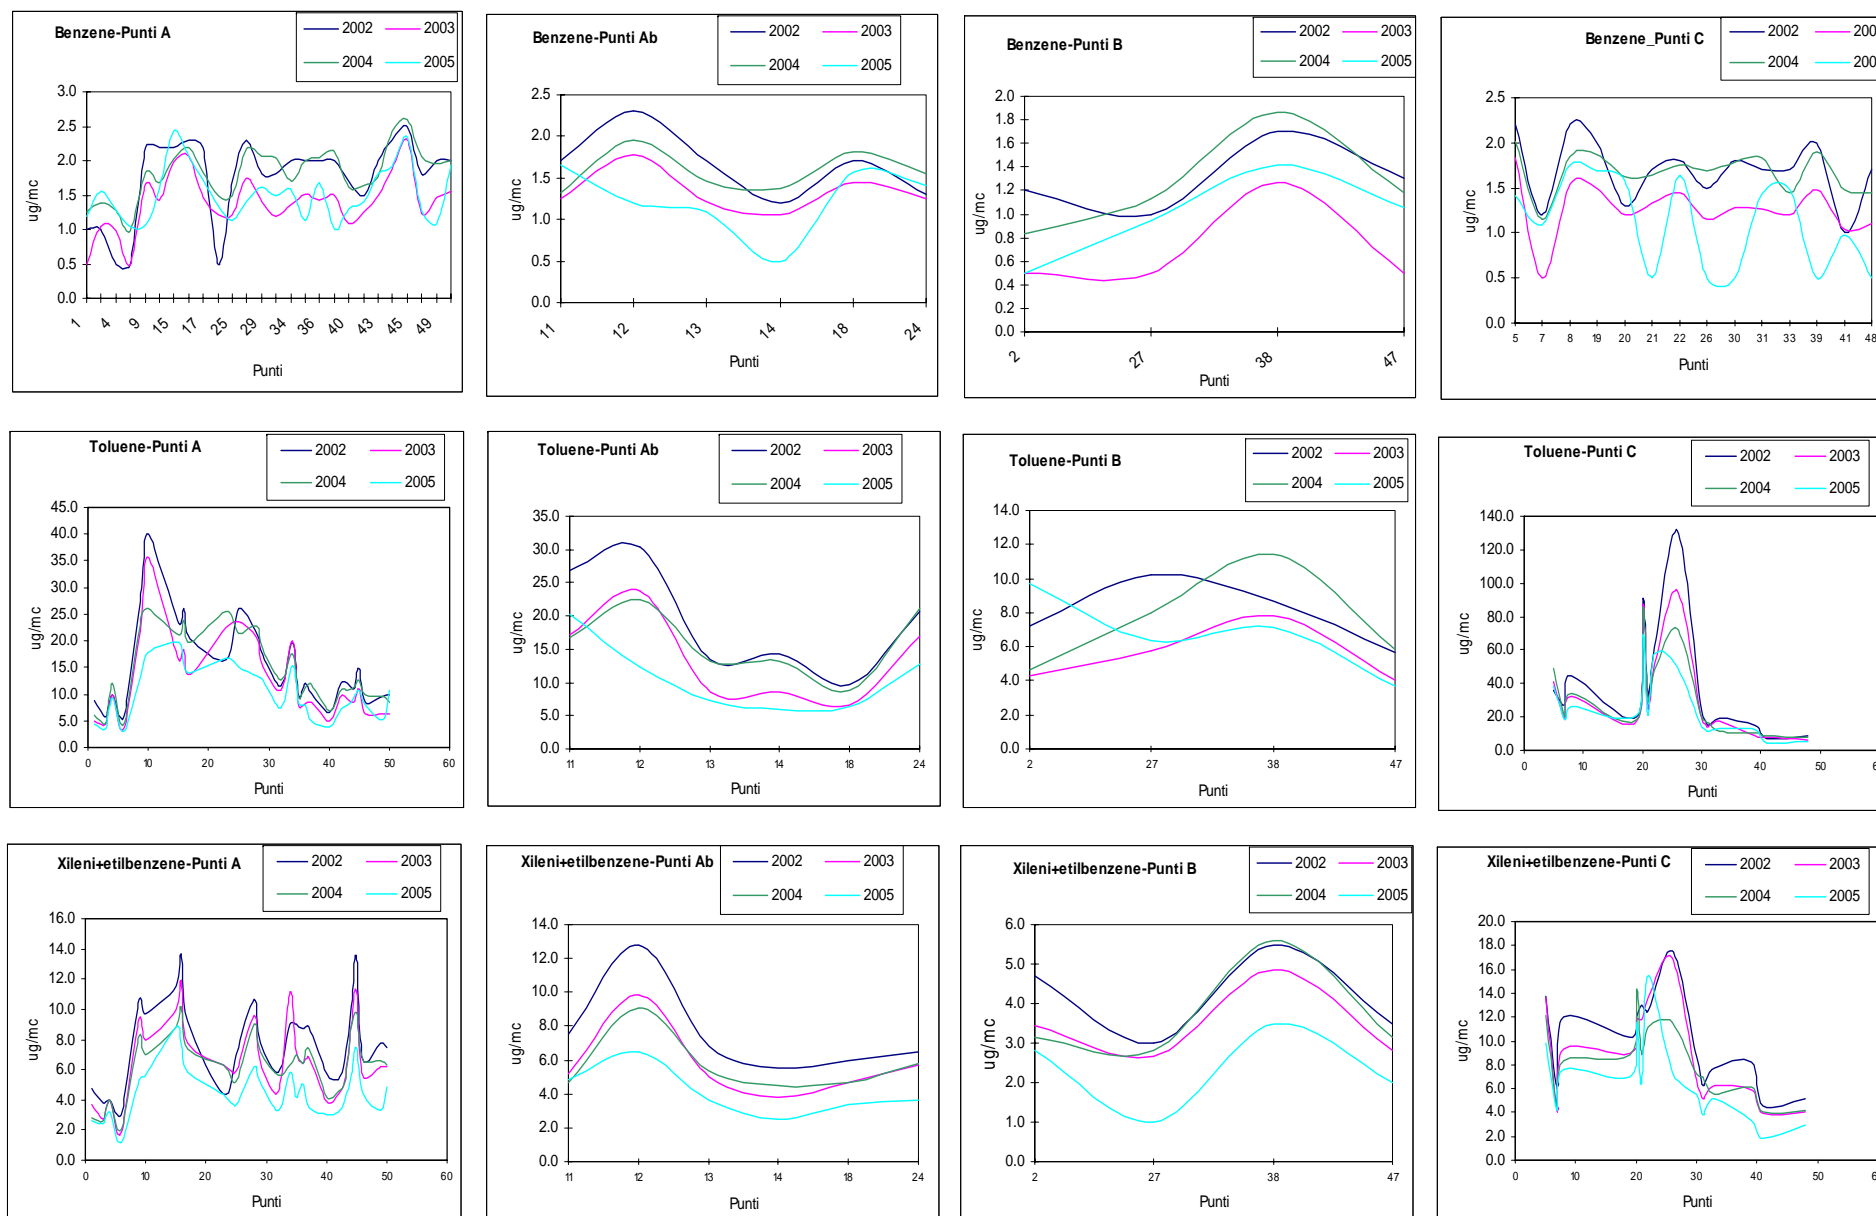 Benzene-Punti A
2002 2003
2004 2005
ug/mc
3.0
2.5
2.0
1.5
1.0
0.5
0.0
1 4 9 15 17 25 29 34 36 40 43 45 49
Punti
Benzene-Punti Ab
2002 2003
2004 2005
ug/mc
2.5
2.0
1.5
1.0
0.5
0.0
11 12 13 14 18 24
Punti
Benzene-Punti B
2002 2003
2004 2005
ug/mc
2.0
1.8
1.6
1.4
1.2
1.0
0.8
0.6
0.4
0.2
0.0
2 27 38 47
Punti
Benzene_Punti C
2002 200
2004 200
ug/mc
2.5
2.0
1.5
1.0
0.5
0.0
5 7 8 19 20 21 22 26 30 31 33 39 41 48
Punti
Toluene-Punti A
2002 2003
2004 2005
ug/mc
45.0
40.0
35.0
30.0
25.0
20.0
15.0
10.0
5.0
0.0
0 10 20 30 40 50 60
Punti
Toluene-Punti Ab
2002 2003
2004 2005
ug/mc
35.0
30.0
25.0
20.0
15.0
10.0
5.0
0.0
11 12 13 14 18 24
Punti
Toluene-Punti B
2002 2003
2004 2005
ug/mc
14.0
12.0
10.0
8.0
6.0
4.0
2.0
0.0
2 27 38 47
Punti
Toluene-Punti C
2002 2003
2004 2005
ug/mc
140.0
120.0
100.0
80.0
60.0
40.0
20.0
0.0
0 10 20 30 40 50 6
Punti
Xileni+etilbenzene-Punti A
2002 2003
2004 2005
ug/mc
16.0
14.0
12.0
10.0
8.0
6.0
4.0
2.0
0.0
0 10 20 30 40 50 60
Punti
Xileni+etilbenzene-Punti Ab
2002 2003
2004 2005
ug/mc
14.0
12.0
10.0
8.0
6.0
4.0
2.0
0.0
11 12 13 14 18 24
Punti
Xileni+etilbenzene-Punti B
2002 2003
2004 2005
ug/mc
6.0
5.0
4.0
3.0
2.0
1.0
0.0
2 27 38 47
Punti
Xileni+etilbenzene-Punti C
2002 2003
2004 2005
ug/mc
20.0
18.0
16.0
14.0
12.0
10.0
8.0
6.0
4.0
2.0
0.0
0 10 20 30 40 50 6
Punti